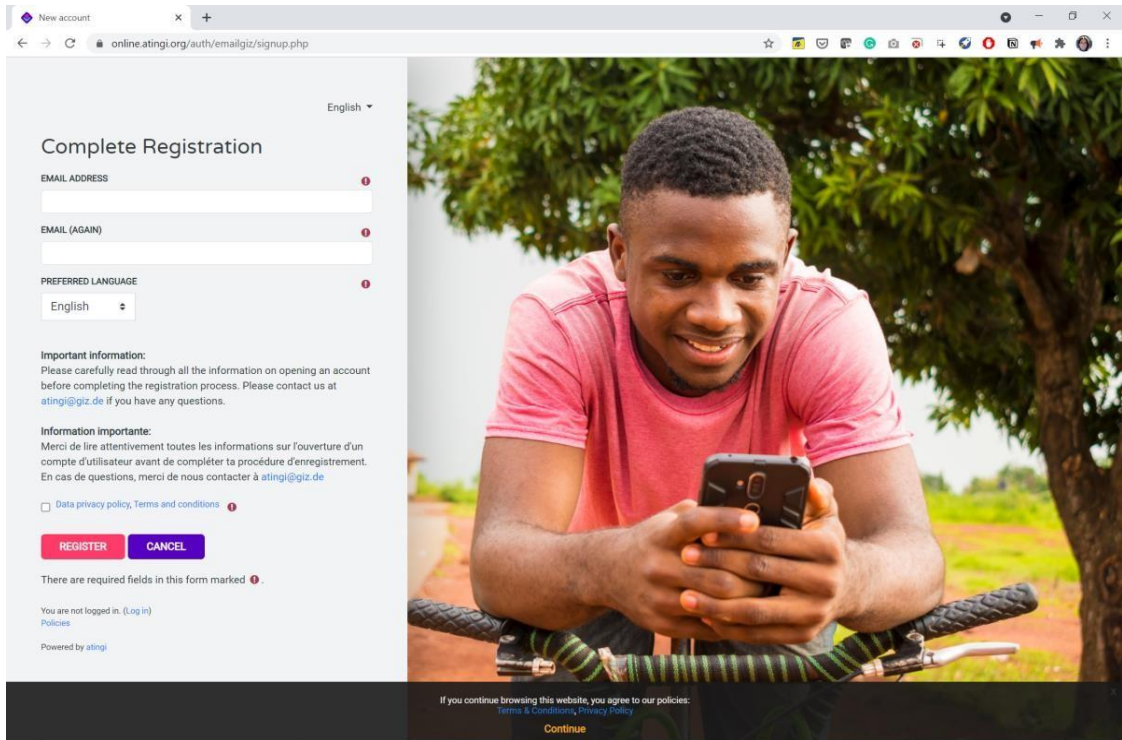 New account
online.atingi.org/auth/emailgiz/signup.php
English
Complete Registration
EMAIL ADDRESS
EMAIL (AGAIN)
PREFERRED LANGUAGE
English
Important information:
Please carefully read through all the information on opening an account
before completing the registration process. Please contact us at
atingi@giz.de if you have any questions.
Information importante:
Merci de lire attentivement toutes les informations sur l'ouverture d'un
compte d'utilisateur avant de compléter ta procédure d'enregistrement.
En cas de questions, merci de nous contacter à atingi@giz.de
Data privacy policy, Terms and conditions
REGISTER CANCEL
There are required fields in this form marked .
You are not logged in. (Log in)
Policies
Powered by atingi
If you continue browsing this website, you agree to our policies:
Terms & Conditions, Privacy Policy
Continue
x